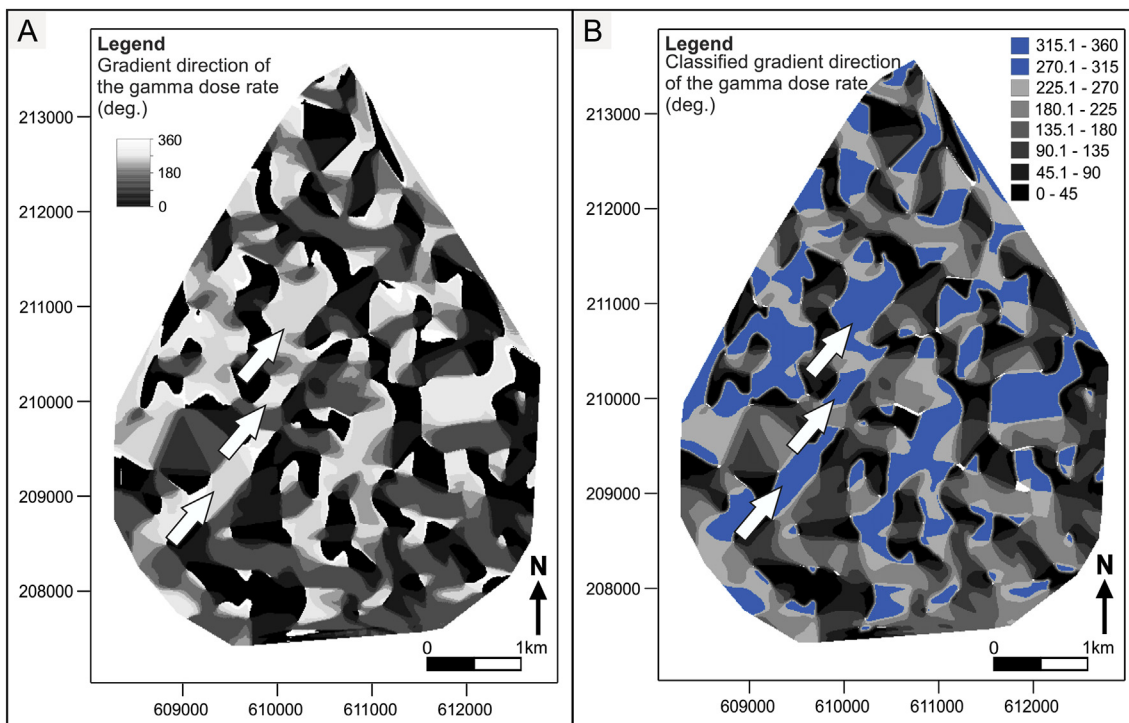 A
Legend
Gradient direction of
the gamma dose rate
(deg.)
360
180
0
213000
212000
211000
210000
209000
208000
N
0 1km
609000 610000 611000 612000
B
Legend
Classified gradient direction
of the gamma dose rate
(deg.)
315.1 - 360
270.1 - 315
225.1 - 270
180.1 - 225
135.1 - 180
90.1 - 135
45.1 - 90
0 - 45
213000
212000
211000
210000
209000
208000
N
0 1km
609000 610000 611000 612000